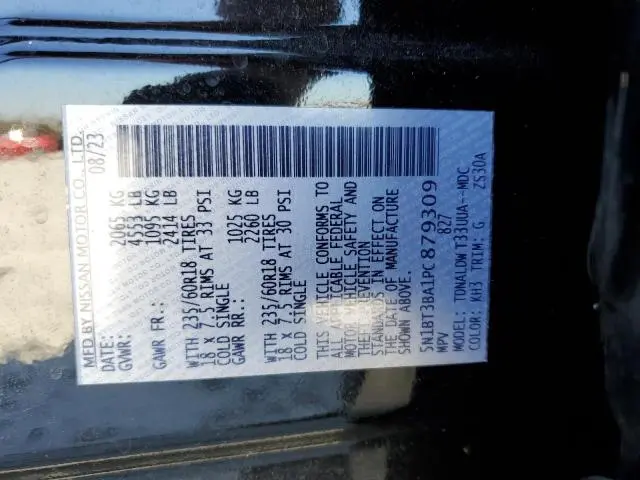 MFD BY NISSAN MOTOR CO., LTD.
DATE: 08/23
GVWR: 2065 KG
4553 LB
GAWR FR.: 1095 KG
2414 LB
WITH 235/60R18 TIRES
18 X 7.5 RIMS AT 33 PSI
COLD SINGLE
GAWR RR.: 1025 KG
2260 LB
WITH 235/60R18 TIRES
18 X 7.5 RIMS AT 30 PSI
COLD SINGLE
THIS VEHICLE CONFORMS TO
ALL APPLICABLE FEDERAL
MOTOR VEHICLE SAFETY AND
THEFT PREVENTION
STANDARDS IN EFFECT ON
THE DATE OF MANUFACTURE
SHOWN ABOVE.
5N1BT3BA1PC879309
MPV 827
MODEL: TONALDWT33UUA--MDC
COLOR: KH3 TRIM: G ZS30A